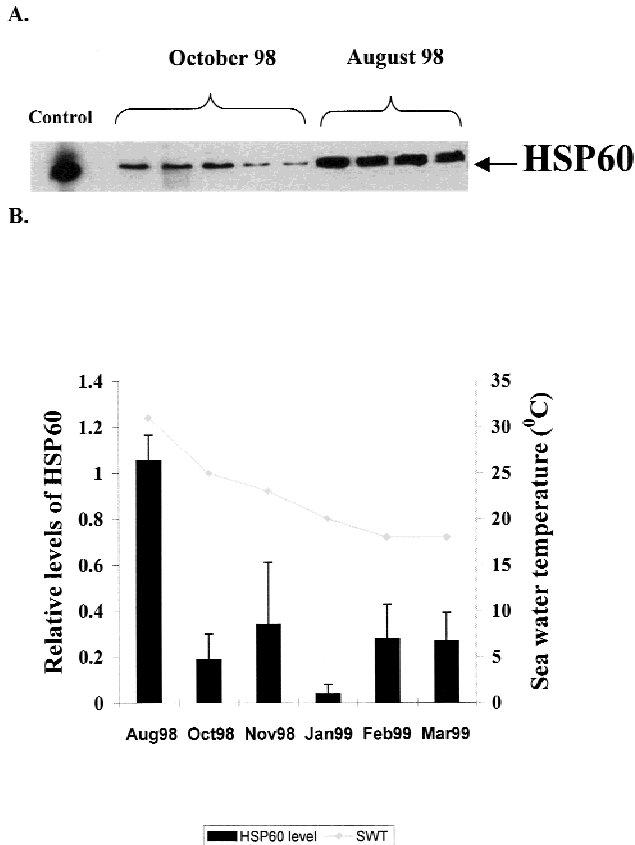 A.
October 98 August 98
Control
HSP60
B.
Relative levels of HSP60
1.4
1.2
1
0.8
0.6
0.4
0.2
0
35
30
25
20
15
10
5
0
Sea water temperature (⁰C)
Aug98 Oct98 Nov98 Jan99 Feb99 Mar99
HSP60 level SWT